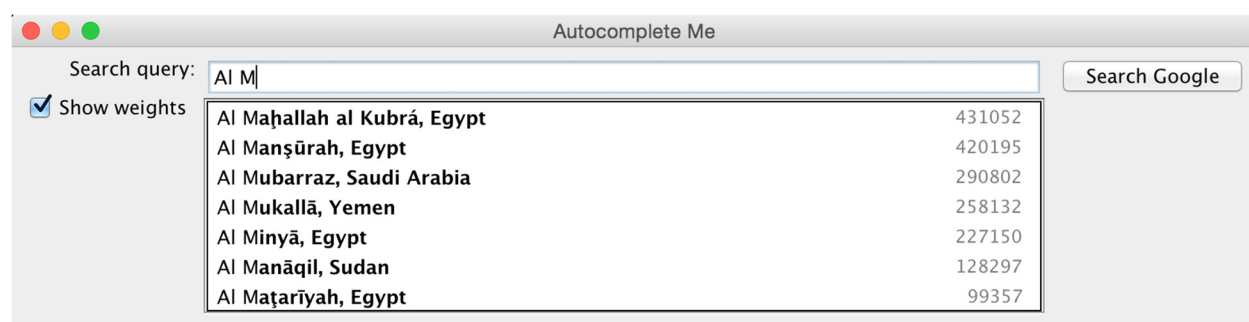 Autocomplete Me
Search query: Al M Search Google
Show weights
Al Maḩallah al Kubrá, Egypt 431052
Al Manşūrah, Egypt 420195
Al Mubarraz, Saudi Arabia 290802
Al Mukallā, Yemen 258132
Al Minyā, Egypt 227150
Al Manāqil, Sudan 128297
Al Maţarīyah, Egypt 99357